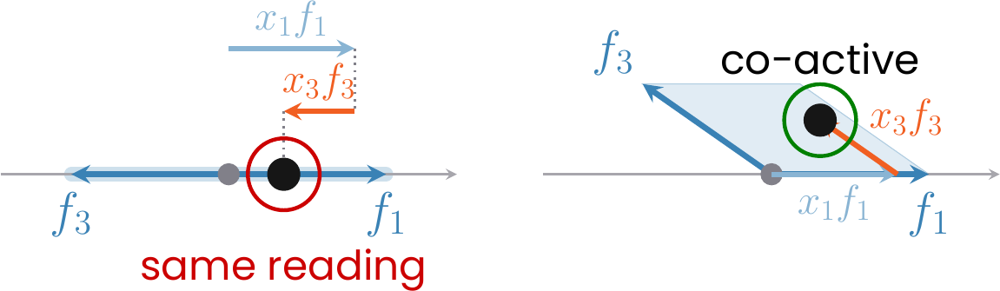 x₁f₁
x₃f₃
f₃
f₁
same reading
f₃
co-active
x₃f₃
x₁f₁
f₁